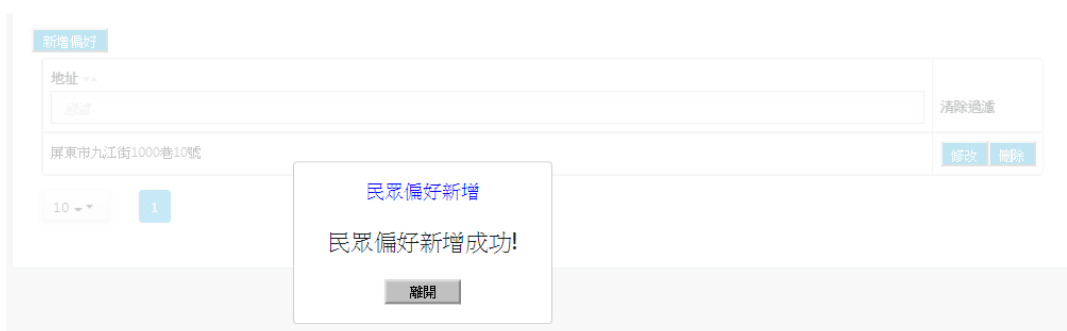 新增偏好
地址
過濾
清除過濾
屏東市九江街1000巷10號
修改 刪除
10 1
民眾偏好新增
民眾偏好新增成功!
離開